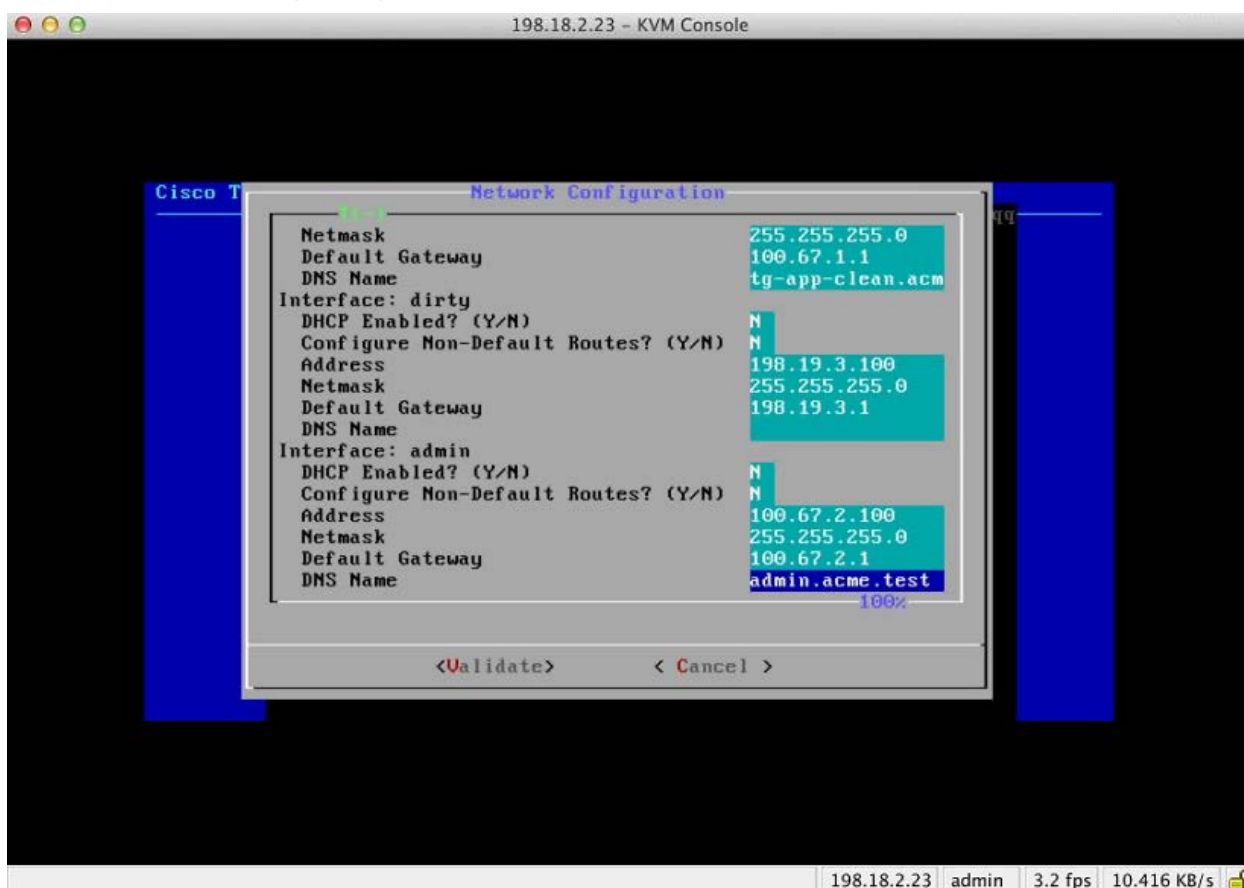 198.18.2.23 – KVM Console
Cisco T
Network Configuration
Netmask 255.255.255.0
Default Gateway 100.67.1.1
DNS Name tg-app-clean.acm
Interface: dirty
DHCP Enabled? (Y/N) N
Configure Non-Default Routes? (Y/N) N
Address 198.19.3.100
Netmask 255.255.255.0
Default Gateway 198.19.3.1
DNS Name
Interface: admin
DHCP Enabled? (Y/N) N
Configure Non-Default Routes? (Y/N) N
Address 100.67.2.100
Netmask 255.255.255.0
Default Gateway 100.67.2.1
DNS Name admin.acme.test
100%
<Validate> < Cancel >
198.18.2.23 admin 3.2 fps 10.416 KB/s